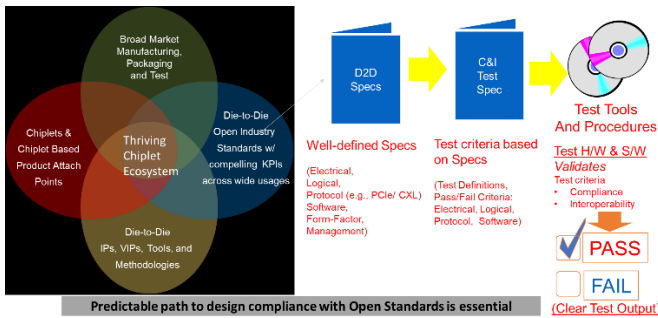 Broad Market
Manufacturing,
Packaging
and Test
Chiplets &
Chiplet Based
Product Attach
Points
Thriving
Chiplet
Ecosystem
Die-to-Die
Open Industry
Standards w/
compelling KPIs
across wide usages
Die-to-Die
IPs, VIPs, Tools, and
Methodologies
D2D
Specs
Well-defined Specs
(Electrical,
Logical,
Protocol (e.g., PCIe/ CXL)
Software,
Form-Factor,
Management)
C&I
Test
Spec
Test criteria based
on Specs
(Test Definitions,
Pass/Fail Criteria:
Electrical, Logical,
Protocol, Software)
Test Tools
And Procedures
Test H/W & S/W
Validates
Test criteria
• Compliance
• Interoperability
PASS
FAIL
(Clear Test Output)
Predictable path to design compliance with Open Standards is essential